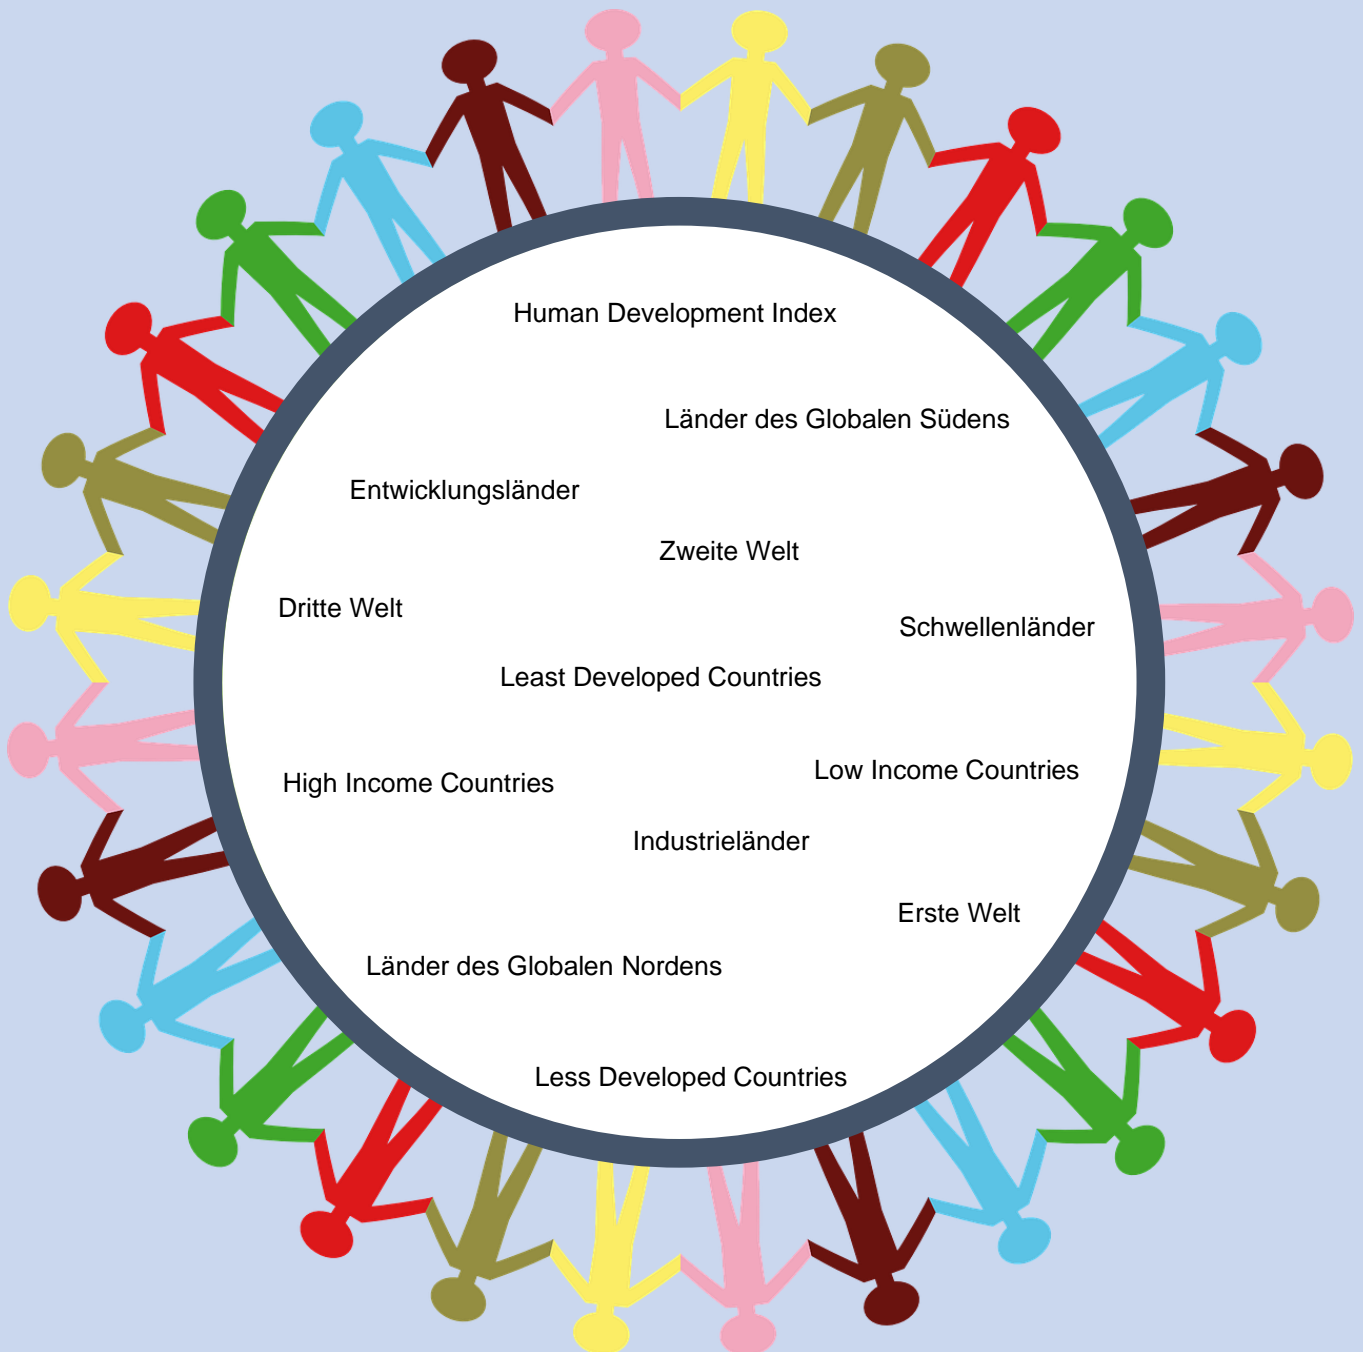 Human Development Index
Länder des Globalen Südens
Entwicklungsländer
Zweite Welt
Dritte Welt
Schwellenländer
Least Developed Countries
Low Income Countries
High Income Countries
Industrieländer
Erste Welt
Länder des Globalen Nordens
Less Developed Countries